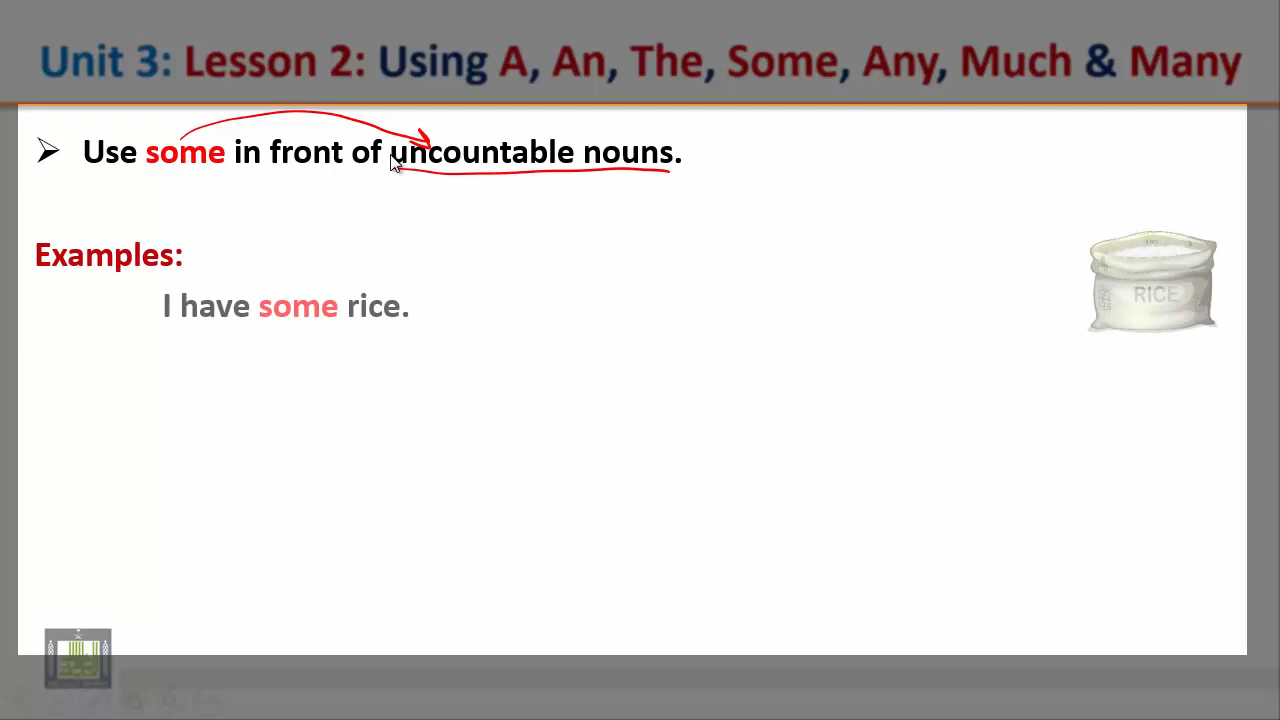 Unit 3: Lesson 2: Using A, An, The, Some, Any, Much & Many
Use some in front of uncountable nouns.
Examples:
I have some rice.
RICE